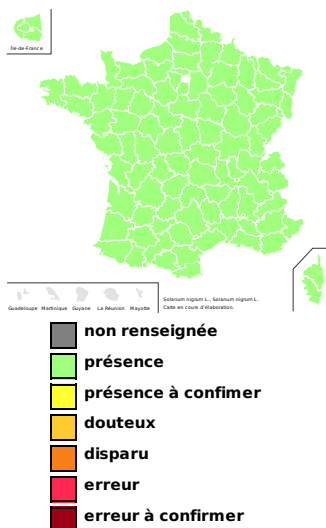 Île-de-France
Guadeloupe Martinique Guyane La Réunion Mayotte
Solanum nigrum L., Solanum nigrum L.
Carte en cours d'élaboration.
non renseignée
présence
présence à confimer
douteux
disparu
erreur
erreur à confirmer